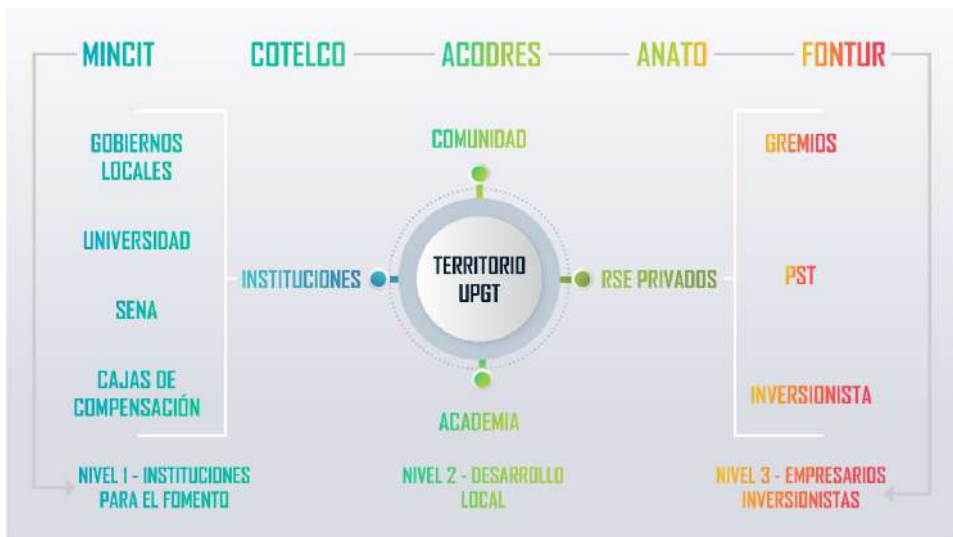 MINCIT COTELCO ACODRES ANATO FONTUR
GOBIERNOS
LOCALES
UNIVERSIDAD
SENA
CAJAS DE
COMPENSACIÓN
INSTITUCIONES
COMUNIDAD
TERRITORIO
UPGT
ACADEMIA
RSE PRIVADOS
GREMIOS
PST
INVERSIONISTA
NIVEL 1 - INSTITUCIONES
PARA EL FOMENTO
NIVEL 2 - DESARROLLO
LOCAL
NIVEL 3 - EMPRESARIOS
INVERSIONISTAS